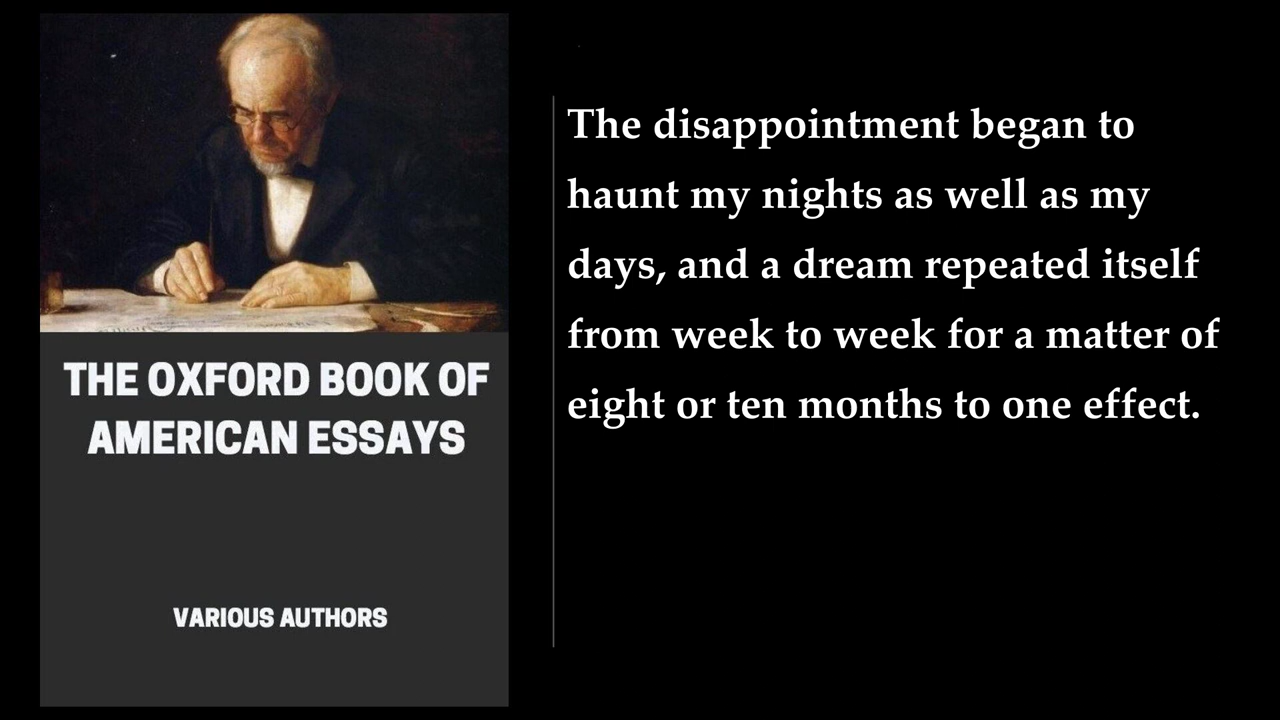 THE OXFORD BOOK OF
AMERICAN ESSAYS
VARIOUS AUTHORS
The disappointment began to
haunt my nights as well as my
days, and a dream repeated itself
from week to week for a matter of
eight or ten months to one effect.